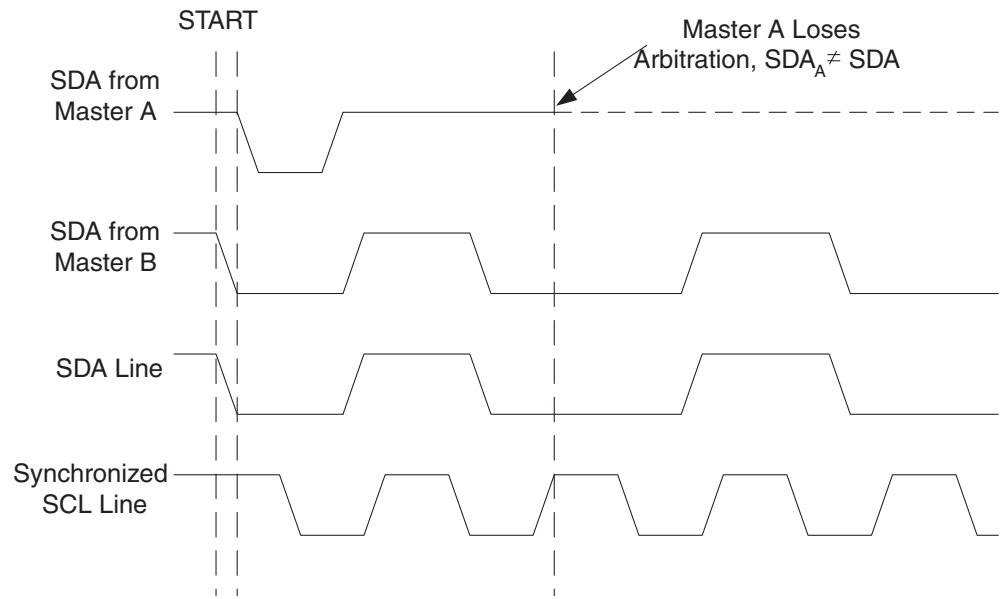 START
Master A Loses
Arbitration, SDA_A ≠ SDA
SDA from
Master A
SDA from
Master B
SDA Line
Synchronized
SCL Line